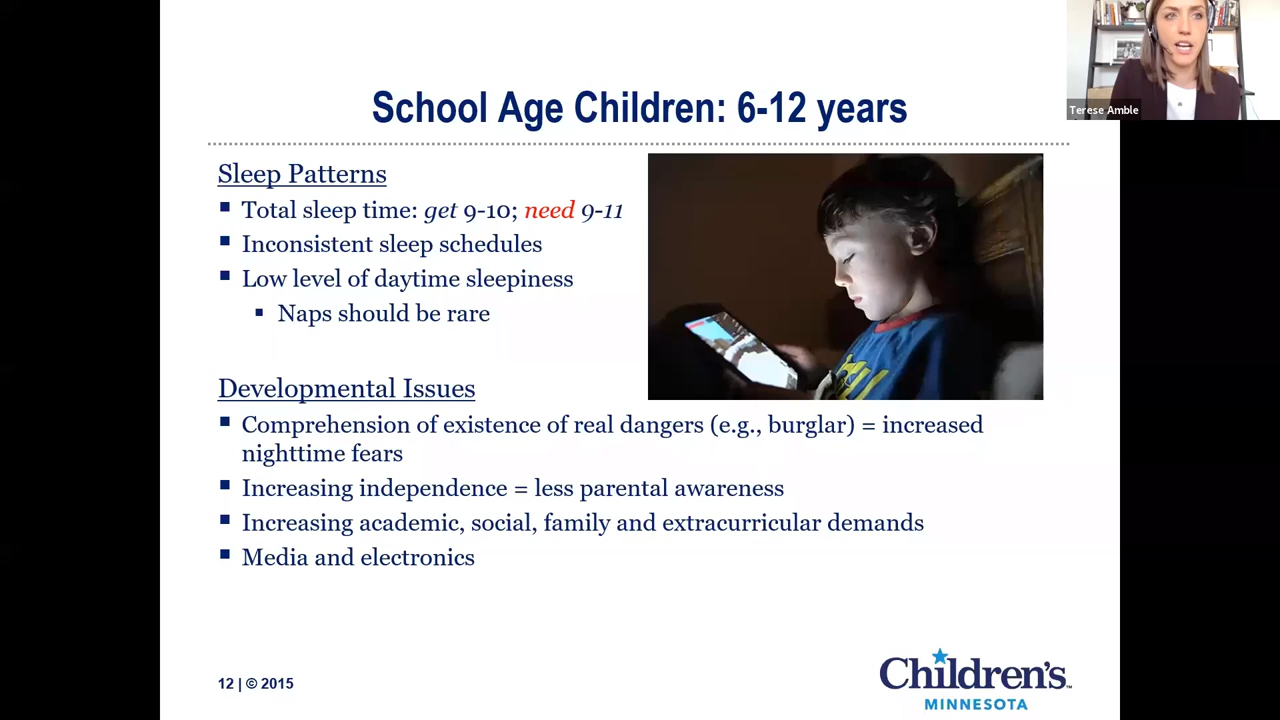 Terese Amble
School Age Children: 6-12 years
Sleep Patterns
▪ Total sleep time: get 9-10; need 9-11
▪ Inconsistent sleep schedules
▪ Low level of daytime sleepiness
▪ Naps should be rare
Developmental Issues
▪ Comprehension of existence of real dangers (e.g., burglar) = increased
nighttime fears
▪ Increasing independence = less parental awareness
▪ Increasing academic, social, family and extracurricular demands
▪ Media and electronics
12 | © 2015
Children's™
MINNESOTA